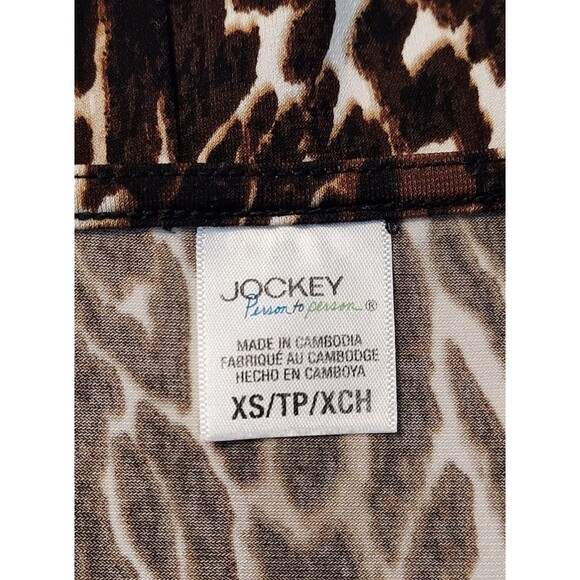 JOCKEY
Person to person ®
MADE IN CAMBODIA
FABRIQUÉ AU CAMBODGE
HECHO EN CAMBOYA
XS/TP/XCH